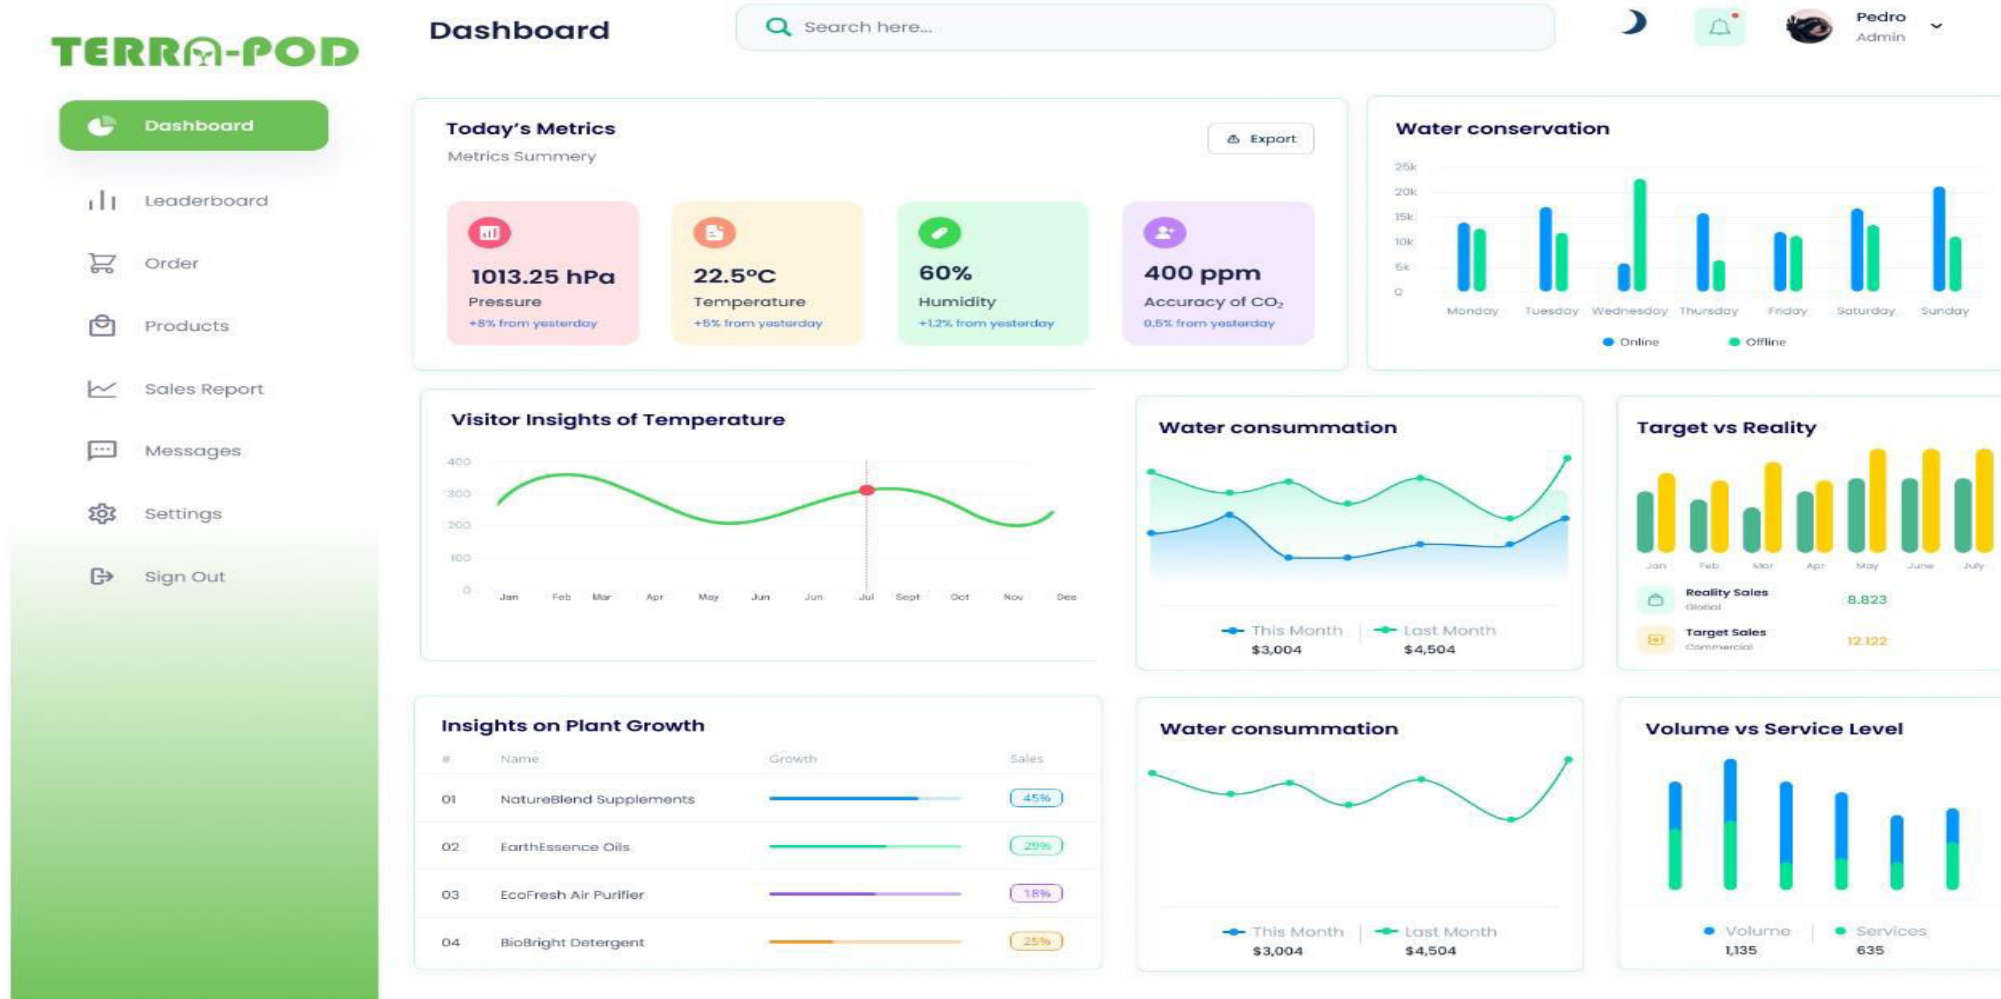 TERRA-POD
Dashboard
Leaderboard
Order
Products
Sales Report
Messages
Settings
Sign Out
Dashboard
Search here...
Pedro
Admin
Today's Metrics
Metrics Summery
Export
1013.25 hPa
Pressure
+8% from yesterday
22.5°C
Temperature
+5% from yesterday
60%
Humidity
+1,2% from yesterday
400 ppm
Accuracy of CO₂
0,5% from yesterday
Water conservation
25k
20k
15k
10k
5k
0
Monday Tuesday Wednesday Thursday Friday Saturday Sunday
Online Offline
Visitor Insights of Temperature
400
300
200
100
0
Jan Feb Mar Apr May Jun Jun Jul Sept Oct Nov Des
Water consummation
This Month Last Month
$3,004 $4,504
Target vs Reality
Jan Feb Mar Apr May June July
Reality Sales
Global
8.823
Target Sales
Commercial
12.122
Insights on Plant Growth
# Name Growth Sales
01 NatureBlend Supplements 45%
02 EarthEssence Oils 29%
03 EcoFresh Air Purifier 18%
04 BioBright Detergent 25%
Water consummation
This Month Last Month
$3,004 $4,504
Volume vs Service Level
Volume Services
1,135 635